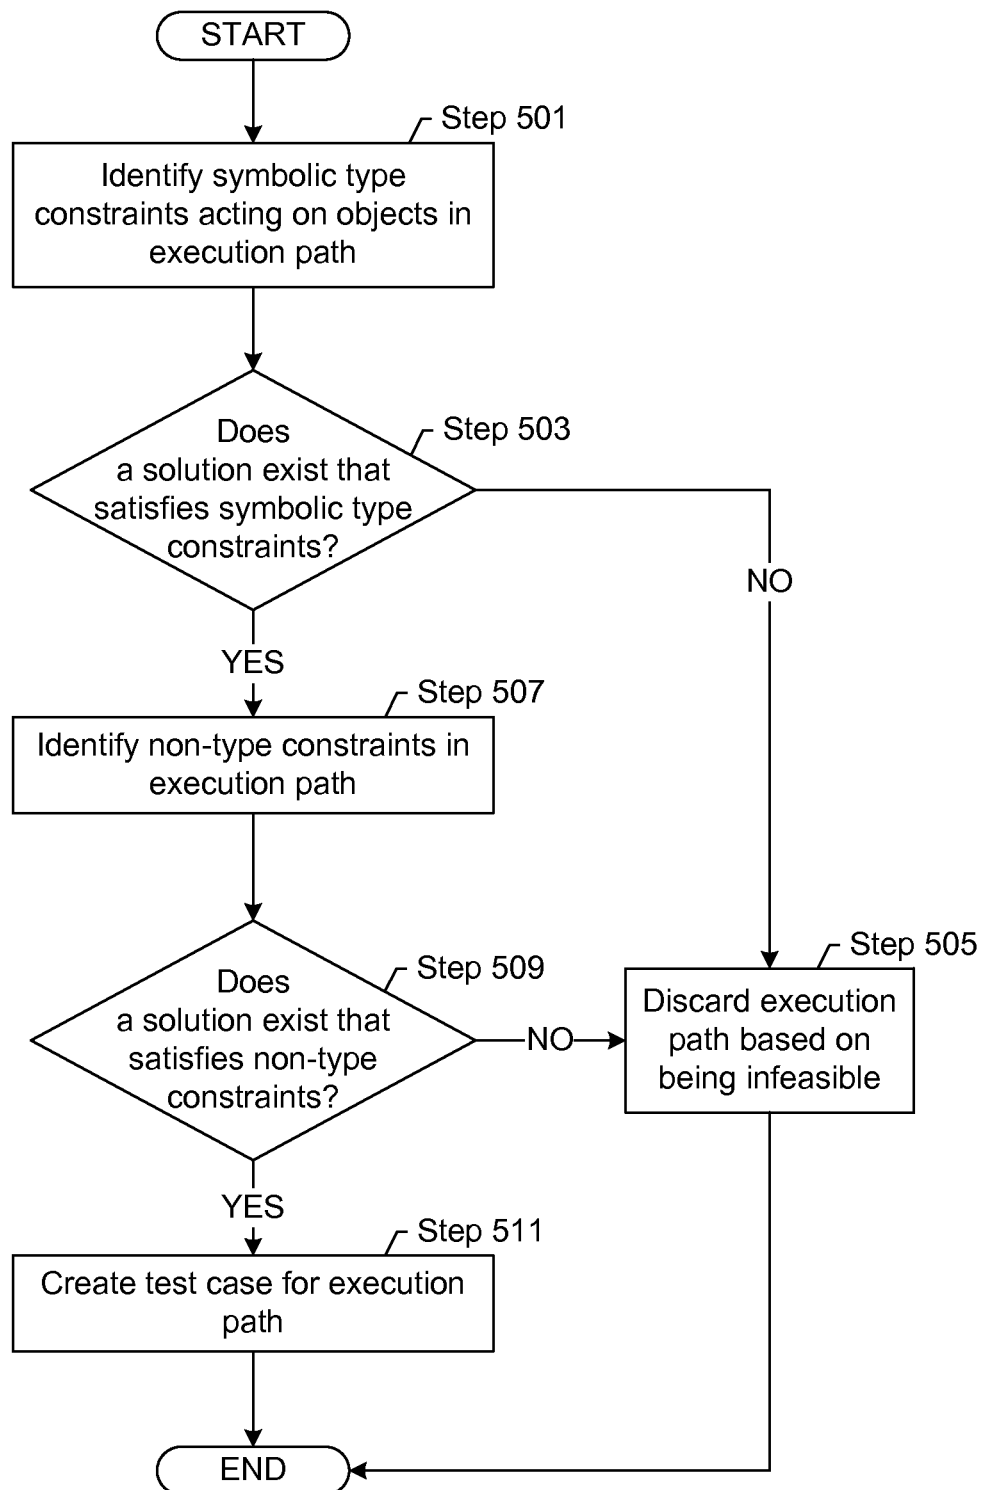 START
Step 501
Identify symbolic type
constraints acting on objects in
execution path
Does
a solution exist that
satisfies symbolic type
constraints?
Step 503
NO
YES
Step 507
Identify non-type constraints in
execution path
Does
a solution exist that
satisfies non-type
constraints?
Step 509
NO
Step 505
Discard execution
path based on
being infeasible
YES
Step 511
Create test case for execution
path
END